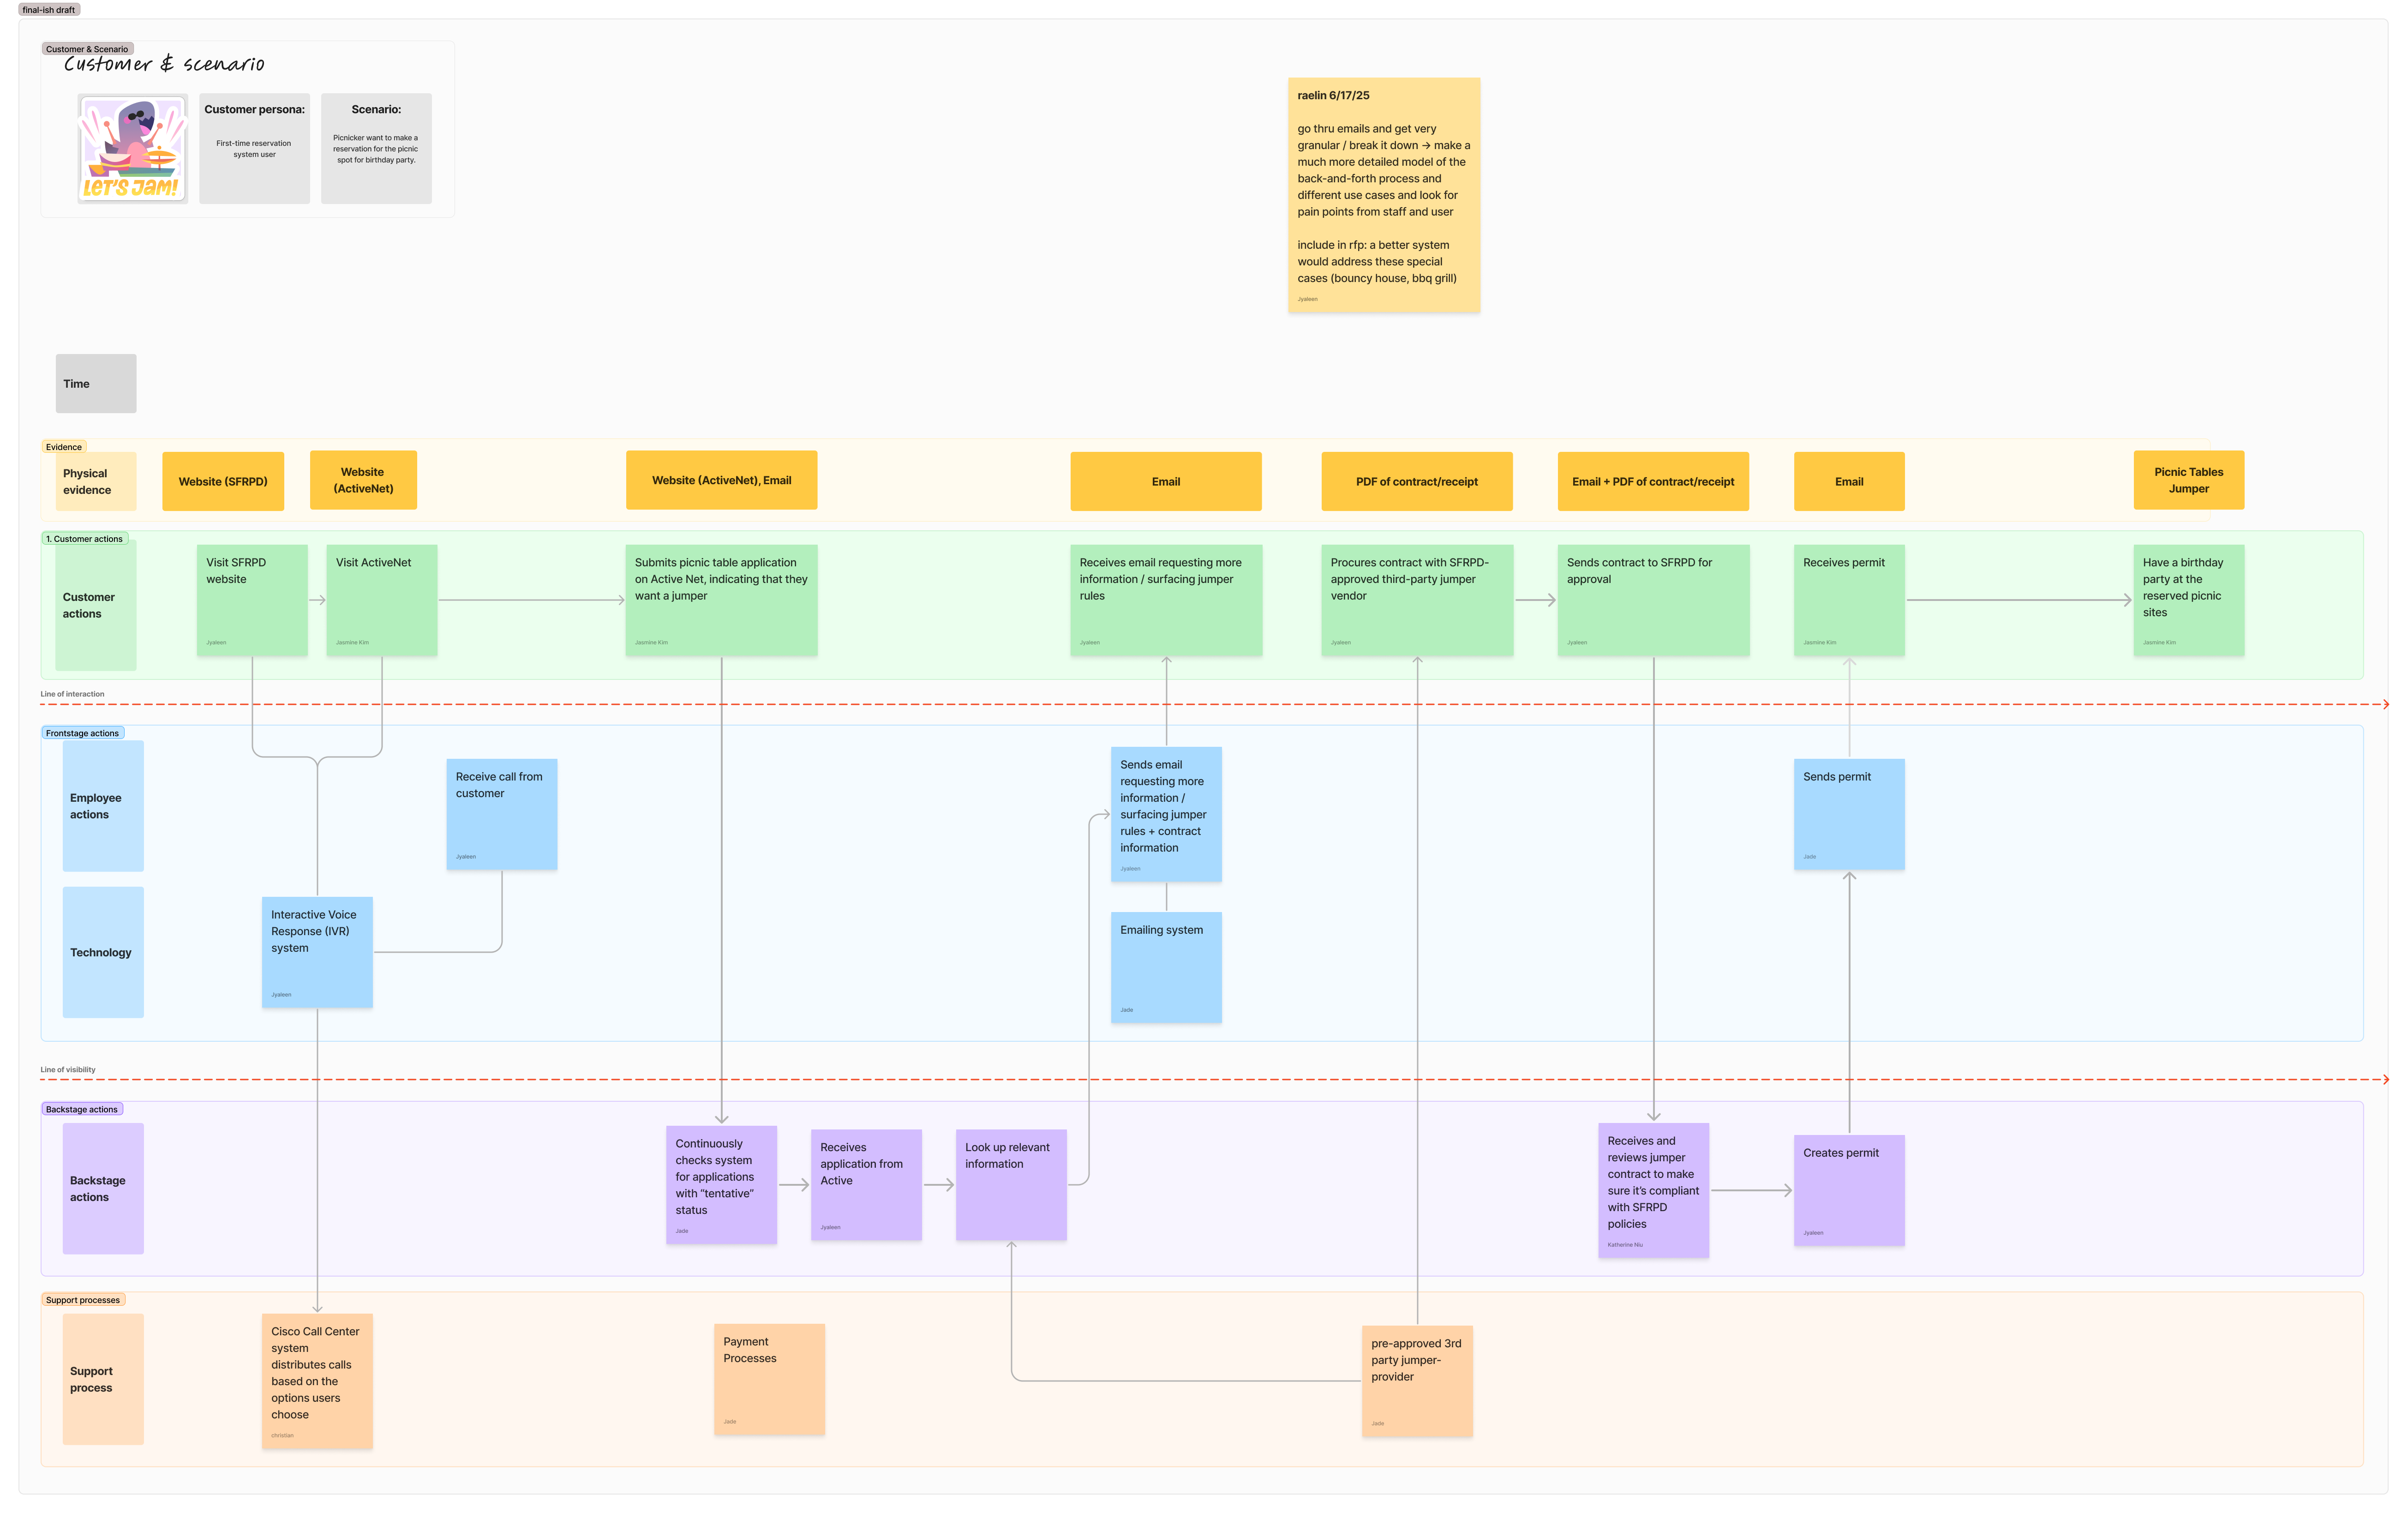 final-ish draft
Customer & Scenario
Customer & scenario
LET'S JAM!
Customer persona:
First-time reservation
system user
Scenario:
Picnicker want to make a
reservation for the picnic
spot for birthday party.
raelin 6/17/25
go thru emails and get very
granular / break it down → make a
much more detailed model of the
back-and-forth process and
different use cases and look for
pain points from staff and user
include in rfp: a better system
would address these special
cases (bouncy house, bbq grill)
Jyaleen
Time
Evidence
Physical
evidence
Website (SFRPD)
Website
(ActiveNet)
Website (ActiveNet), Email
Email
PDF of contract/receipt
Email + PDF of contract/receipt
Email
Picnic Tables
Jumper
1. Customer actions
Customer
actions
Visit SFRPD
website
Jyaleen
Visit ActiveNet
Jasmine Kim
Submits picnic table application
on Active Net, indicating that they
want a jumper
Jasmine Kim
Receives email requesting more
information / surfacing jumper
rules
Jyaleen
Procures contract with SFRPD-
approved third-party jumper
vendor
Jyaleen
Sends contract to SFRPD for
approval
Jyaleen
Receives permit
Jasmine Kim
Have a birthday
party at the
reserved picnic
sites
Jasmine Kim
Line of interaction
Frontstage actions
Employee
actions
Receive call from
customer
Jyaleen
Sends email
requesting more
information /
surfacing jumper
rules + contract
information
Jyaleen
Sends permit
Jade
Technology
Interactive Voice
Response (IVR)
system
Jyaleen
Emailing system
Jade
Line of visibility
Backstage actions
Backstage
actions
Continuously
checks system
for applications
with “tentative”
status
Jade
Receives
application from
Active
Jyaleen
Look up relevant
information
Receives and
reviews jumper
contract to make
sure it’s compliant
with SFRPD
policies
Katherine Niu
Creates permit
Jyaleen
Support processes
Support
process
Cisco Call Center
system
distributes calls
based on the
options users
choose
christian
Payment
Processes
Jade
pre-approved 3rd
party jumper-
provider
Jade